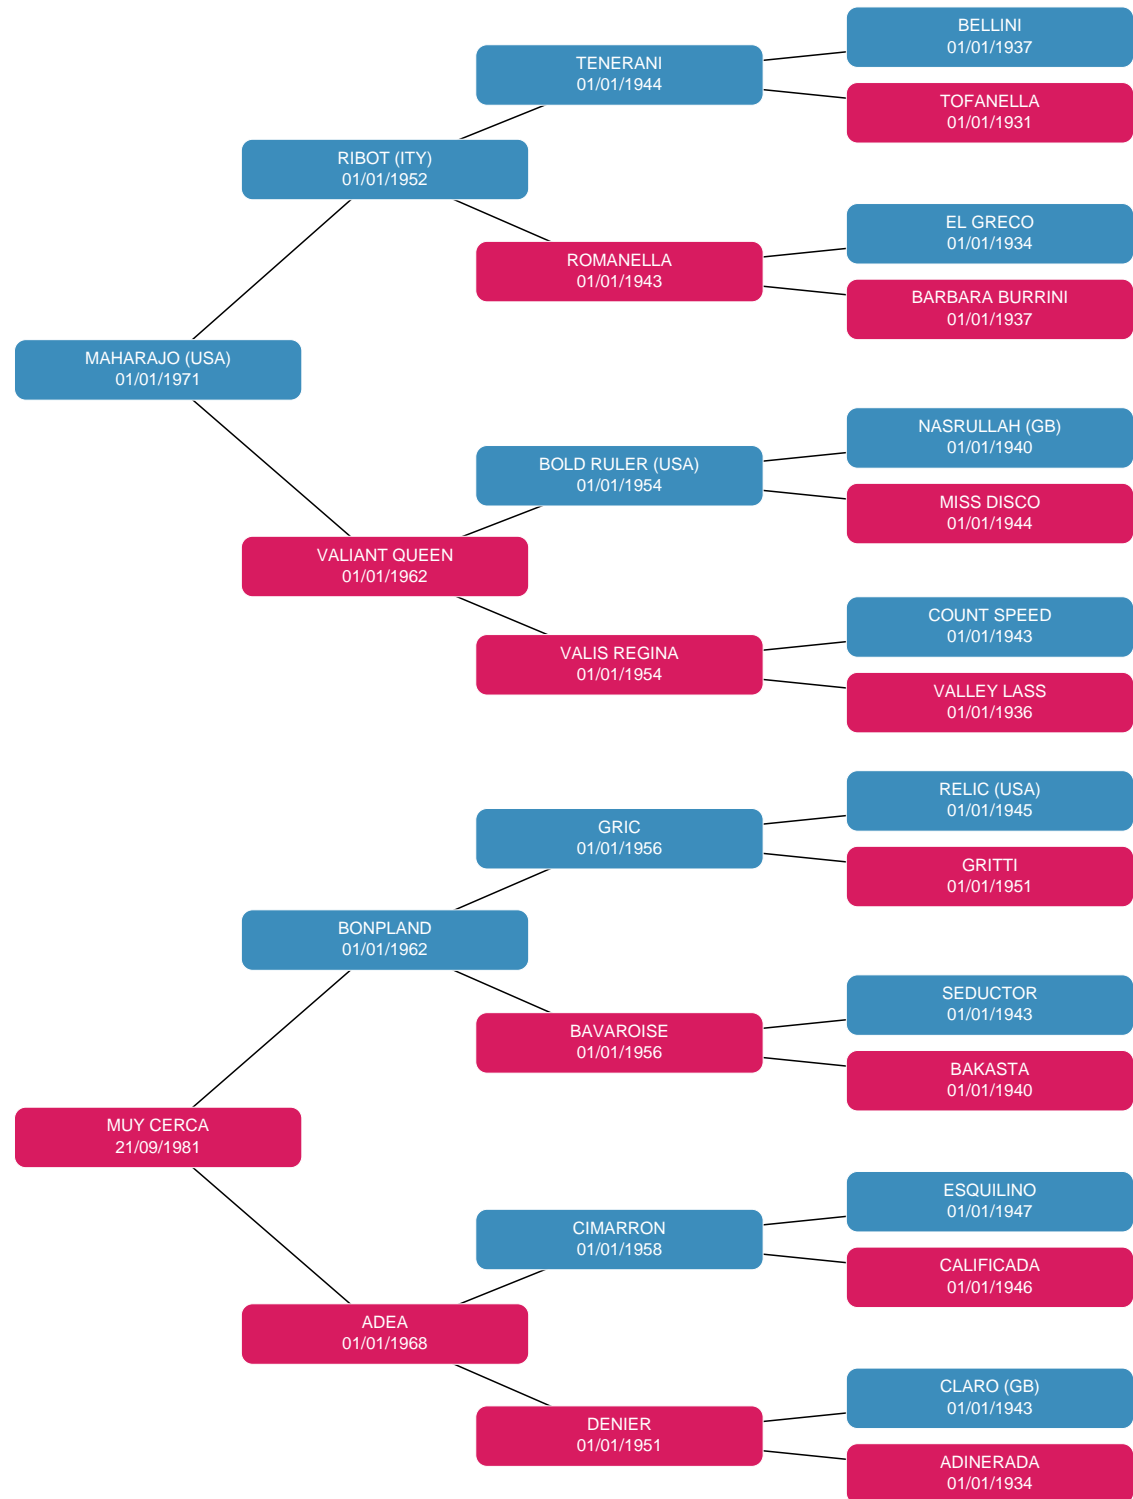 BELLINI
01/01/1937
TENERANI
01/01/1944
TOFANELLA
01/01/1931
RIBOT (ITY)
01/01/1952
EL GRECO
01/01/1934
ROMANELLA
01/01/1943
BARBARA BURRINI
01/01/1937
MAHARAJO (USA)
01/01/1971
NASRULLAH (GB)
01/01/1940
BOLD RULER (USA)
01/01/1954
MISS DISCO
01/01/1944
VALIANT QUEEN
01/01/1962
COUNT SPEED
01/01/1943
VALIS REGINA
01/01/1954
VALLEY LASS
01/01/1936
RELIC (USA)
01/01/1945
GRIC
01/01/1956
GRITTI
01/01/1951
BONPLAND
01/01/1962
SEDUCTOR
01/01/1943
BAVAROISE
01/01/1956
BAKASTA
01/01/1940
MUY CERCA
21/09/1981
ESQUILINO
01/01/1947
CIMARRON
01/01/1958
CALIFICADA
01/01/1946
ADEA
01/01/1968
CLARO (GB)
01/01/1943
DENIER
01/01/1951
ADINERADA
01/01/1934